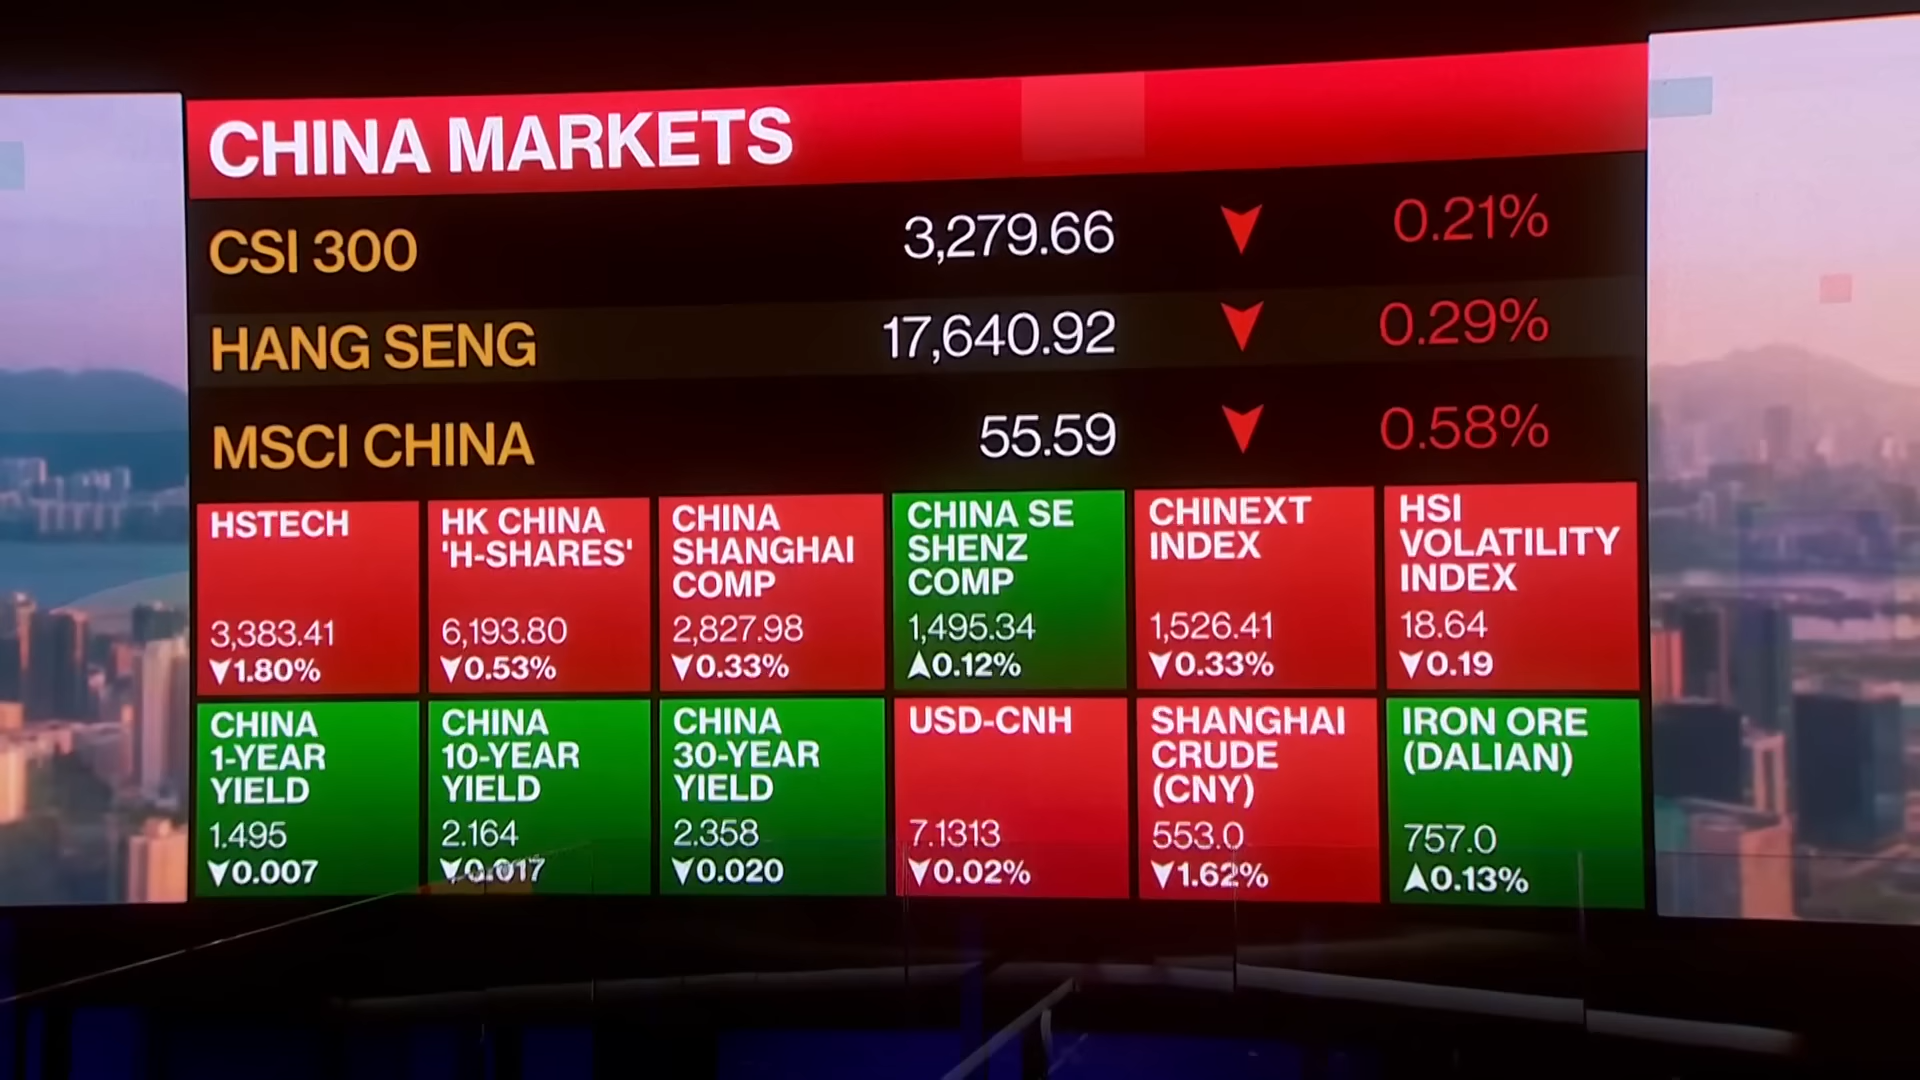 CHINA MARKETS
CSI 300 3,279.66 ▼ 0.21%
HANG SENG 17,640.92 ▼ 0.29%
MSCI CHINA 55.59 ▼ 0.58%
HSTECH
3,383.41
▼1.80%
HK CHINA
'H-SHARES'
6,193.80
▼0.53%
CHINA
SHANGHAI
COMP
2,827.98
▼0.33%
CHINA SE
SHENZ
COMP
1,495.34
▲0.12%
CHINEXT
INDEX
1,526.41
▼0.33%
HSI
VOLATILITY
INDEX
18.64
▼0.19
CHINA
1-YEAR
YIELD
1.495
▼0.007
CHINA
10-YEAR
YIELD
2.164
▼0.017
CHINA
30-YEAR
YIELD
2.358
▼0.020
USD-CNH
7.1313
▼0.02%
SHANGHAI
CRUDE
(CNY)
553.0
▼1.62%
IRON ORE
(DALIAN)
757.0
▲0.13%